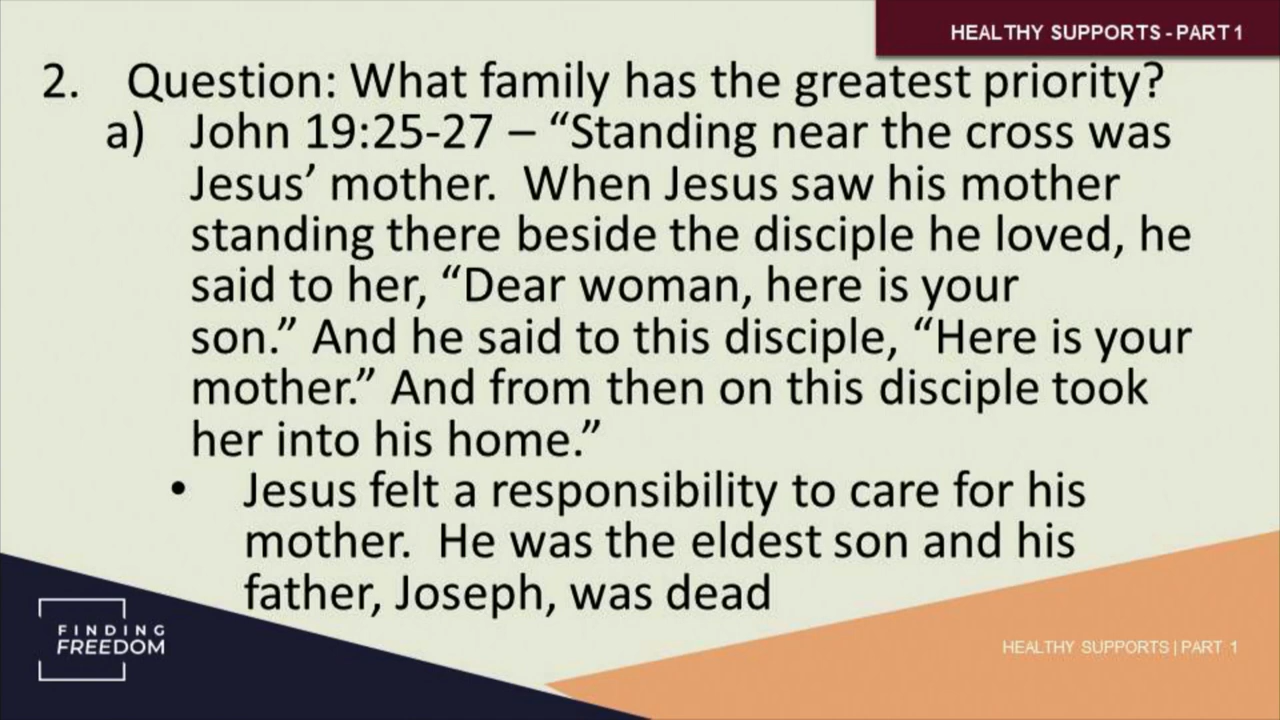 HEALTHY SUPPORTS - PART 1
2. Question: What family has the greatest priority?
a) John 19:25-27 – “Standing near the cross was
Jesus’ mother. When Jesus saw his mother
standing there beside the disciple he loved, he
said to her, “Dear woman, here is your
son.” And he said to this disciple, “Here is your
mother.” And from then on this disciple took
her into his home.”
• Jesus felt a responsibility to care for his
mother. He was the eldest son and his
father, Joseph, was dead
FINDING
FREEDOM
HEALTHY SUPPORTS | PART 1